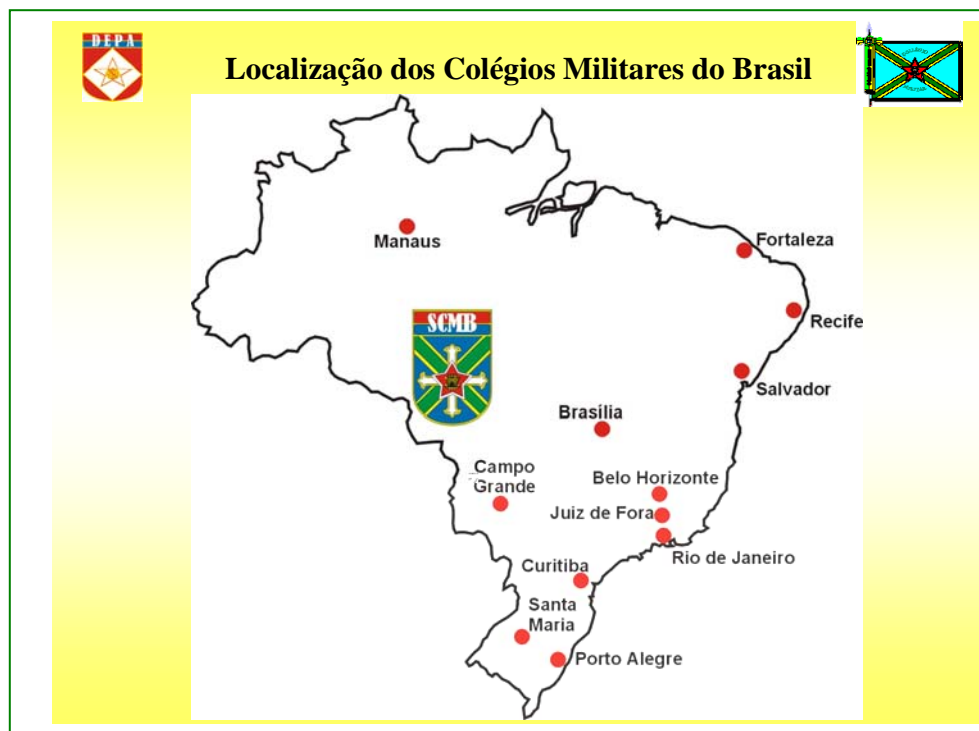 DEPA
Localização dos Colégios Militares do Brasil
Manaus
Fortaleza
Recife
SCMB
Salvador
Brasília
Campo
Grande
Belo Horizonte
Juiz de Fora
Rio de Janeiro
Curitiba
Santa
Maria
Porto Alegre